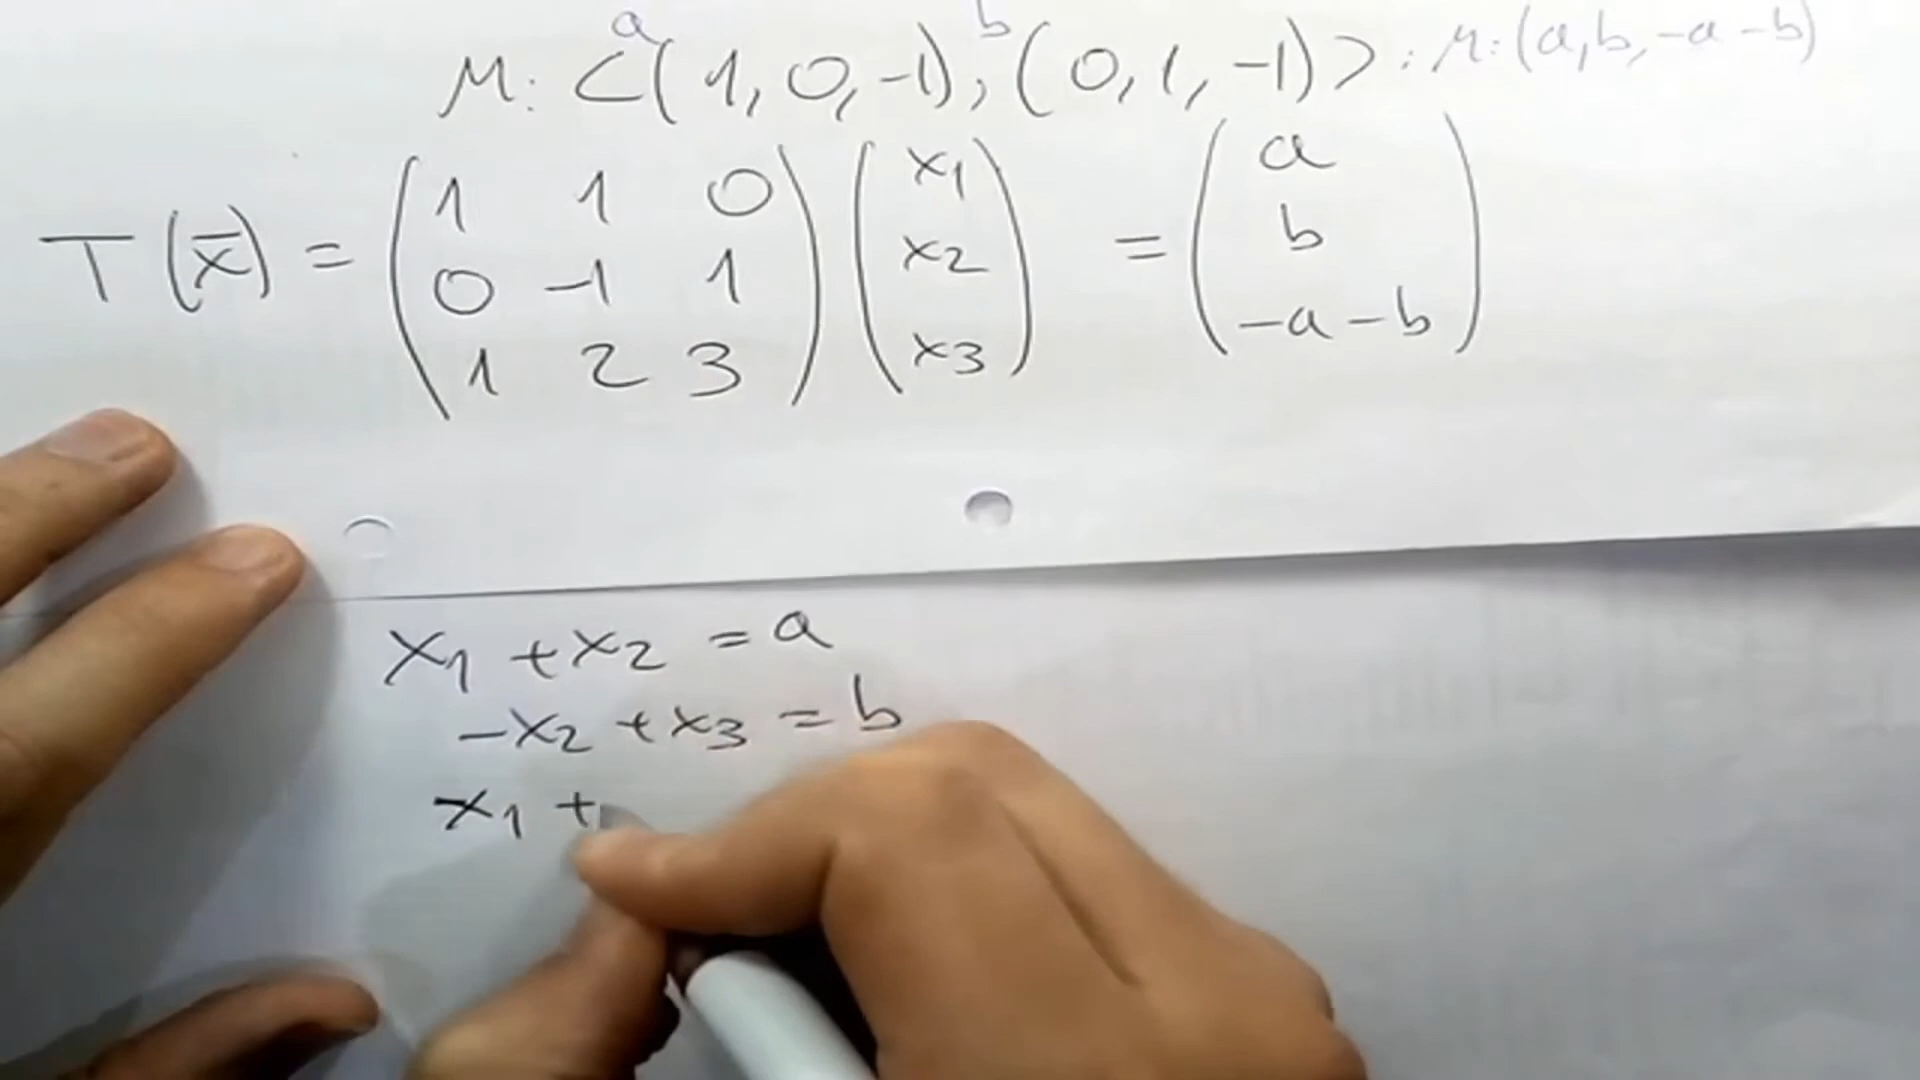 a b
μ: <(1, 0, -1); (0, 1, -1)> : μ: (a, b, -a -b)
T(x̄) = (1 1 0 (x1 = (a
0 -1 1 x2 b
1 2 3) x3) -a -b)
x1 + x2 = a
-x2 + x3 = b
x1 +